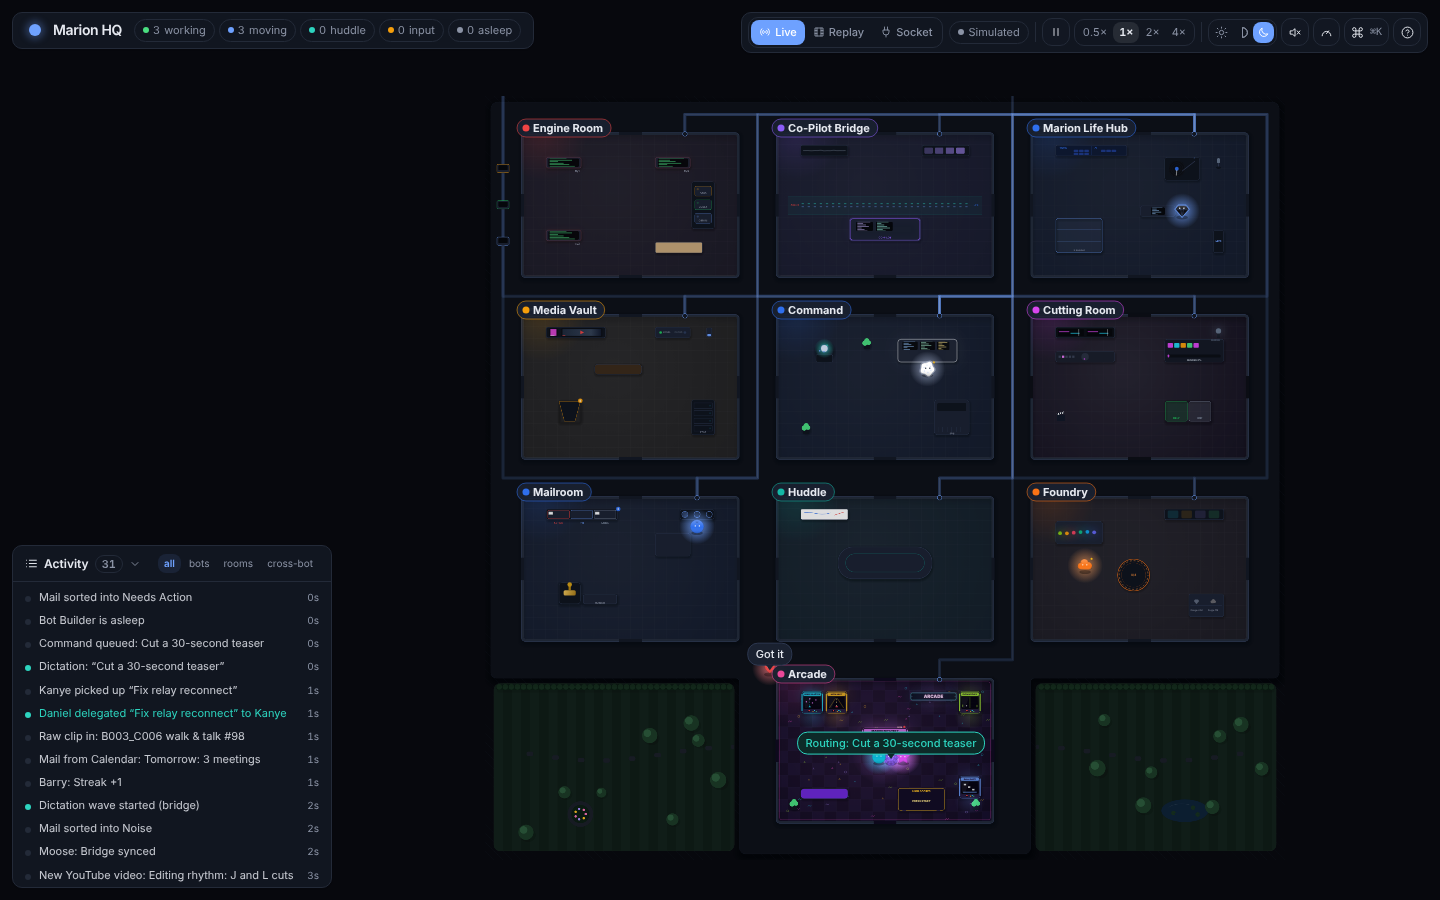 Marion HQ
3 working
3 moving
0 huddle
0 input
0 asleep
Live
Replay
Socket
Simulated
0.5×
1×
2×
4×
⌘K
Engine Room
Co-Pilot Bridge
Marion Life Hub
Media Vault
Command
Cutting Room
Mailroom
Huddle
Foundry
Got it
Arcade
ARCADE
Routing: Cut a 30-second teaser
Activity
31
all
bots
rooms
cross-bot
Mail sorted into Needs Action 0s
Bot Builder is asleep 0s
Command queued: Cut a 30-second teaser 0s
Dictation: “Cut a 30-second teaser” 0s
Kanye picked up “Fix relay reconnect” 1s
Daniel delegated “Fix relay reconnect” to Kanye 1s
Raw clip in: B003_C006 walk & talk #98 1s
Mail from Calendar: Tomorrow: 3 meetings 1s
Barry: Streak +1 1s
Dictation wave started (bridge) 2s
Mail sorted into Noise 2s
Moose: Bridge synced 2s
New YouTube video: Editing rhythm: J and L cuts 3s